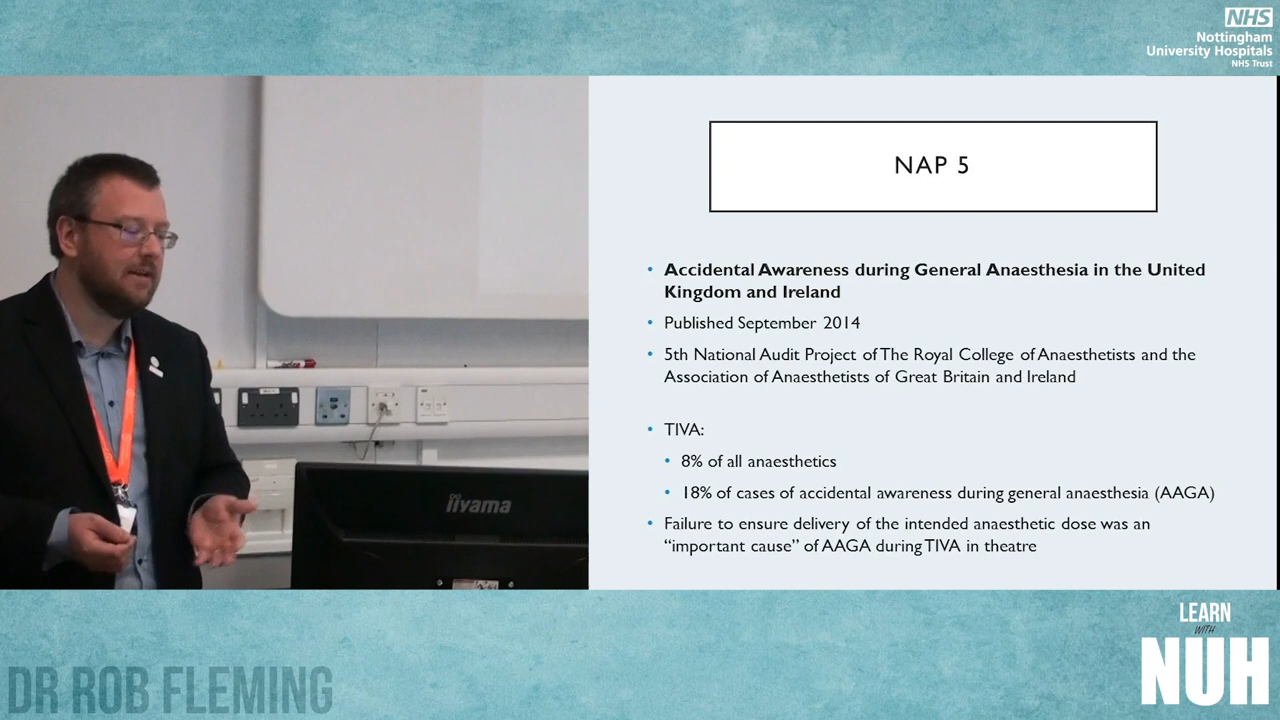 NHS
Nottingham
University Hospitals
NHS Trust
NAP 5
Accidental Awareness during General Anaesthesia in the United
Kingdom and Ireland
Published September 2014
5th National Audit Project of The Royal College of Anaesthetists and the
Association of Anaesthetists of Great Britain and Ireland
TIVA:
8% of all anaesthetics
18% of cases of accidental awareness during general anaesthesia (AAGA)
Failure to ensure delivery of the intended anaesthetic dose was an
“important cause” of AAGA during TIVA in theatre
iiyama
DR ROB FLEMING
LEARN
WITH
NUH